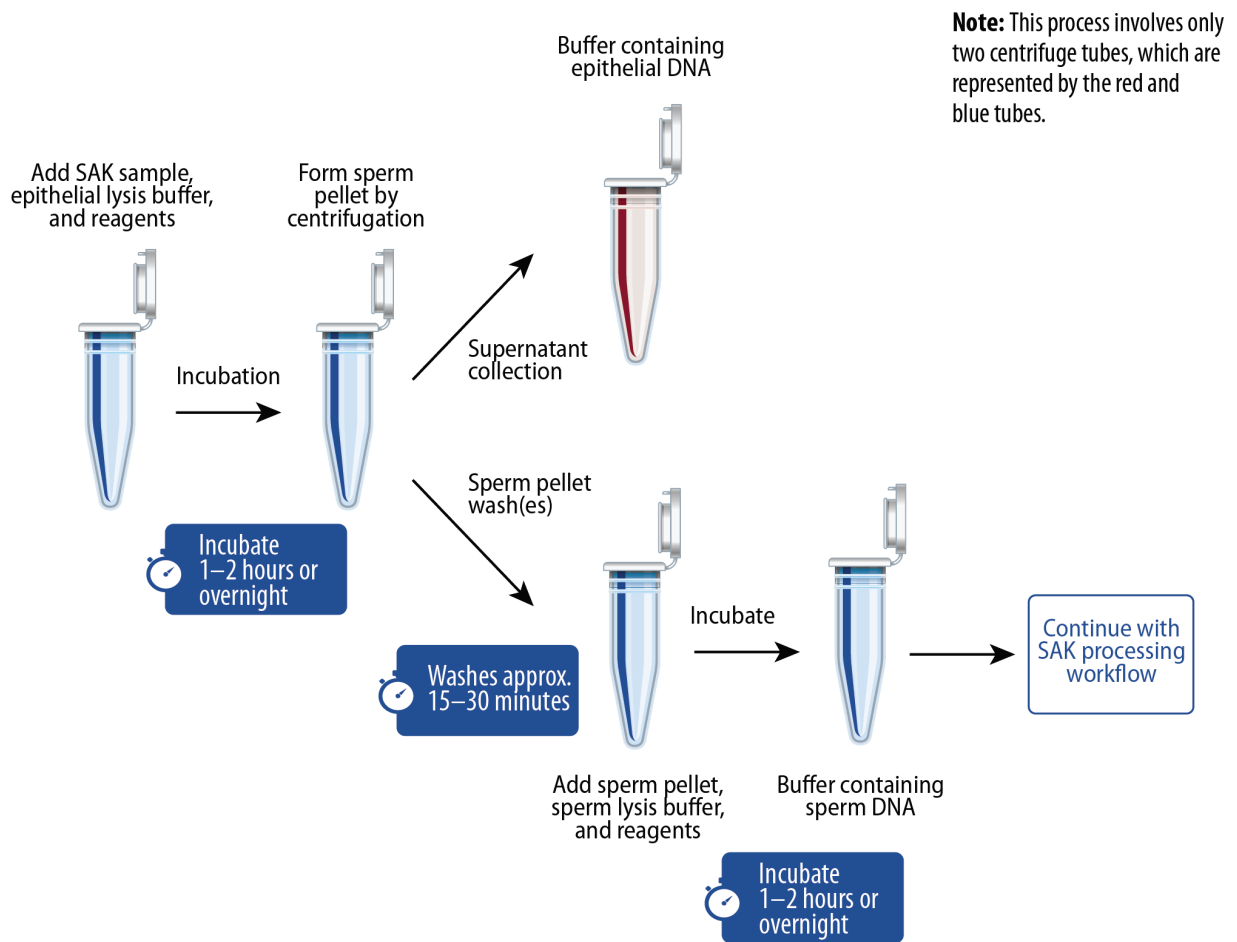 Note: This process involves only
two centrifuge tubes, which are
represented by the red and
blue tubes.
Buffer containing
epithelial DNA
Add SAK sample,
epithelial lysis buffer,
and reagents
Form sperm
pellet by
centrifugation
Incubation
Supernatant
collection
Incubate
1–2 hours or
overnight
Sperm pellet
wash(es)
Washes approx.
15–30 minutes
Incubate
Continue with
SAK processing
workflow
Add sperm pellet,
sperm lysis buffer,
and reagents
Buffer containing
sperm DNA
Incubate
1–2 hours or
overnight